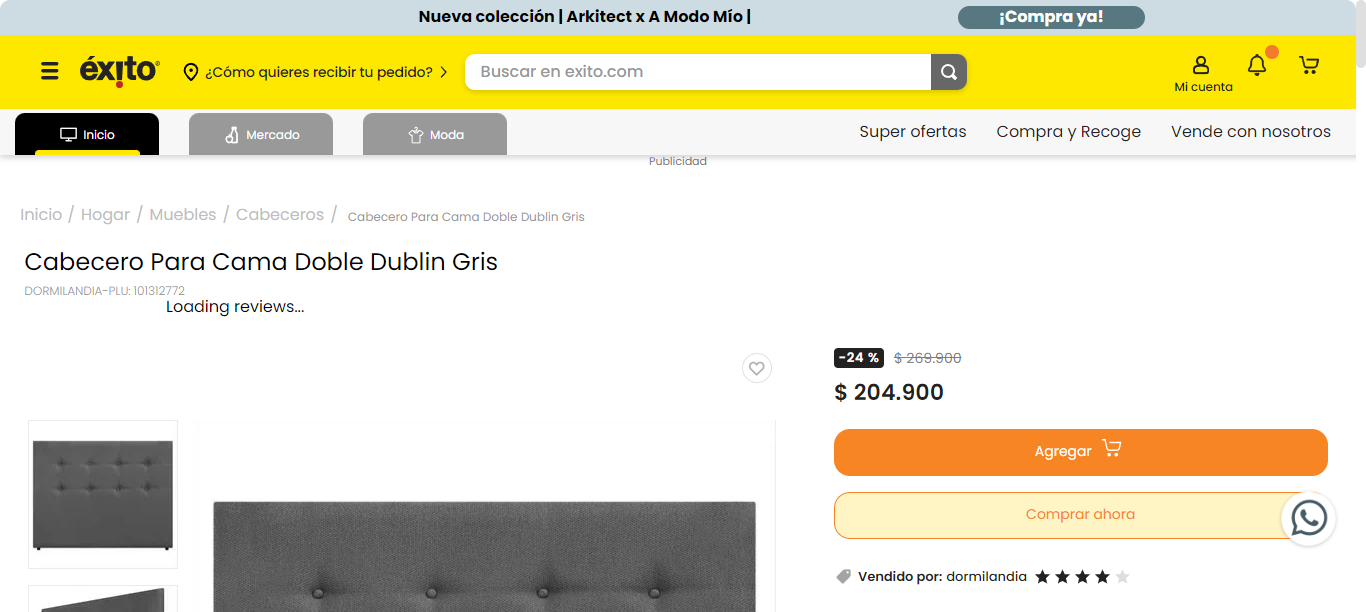 Nueva colección | Arkitect x A Modo Mío |
¡Compra ya!
éxito
¿Cómo quieres recibir tu pedido?
Buscar en exito.com
Mi cuenta
Inicio
Mercado
Moda
Super ofertas
Compra y Recoge
Vende con nosotros
Publicidad
Inicio / Hogar / Muebles / Cabeceros / Cabecero Para Cama Doble Dublin Gris
Cabecero Para Cama Doble Dublin Gris
DORMILANDIA-PLU: 101312772
Loading reviews...
-24 % $ 269.900
$ 204.900
Agregar
Comprar ahora
Vendido por: dormilandia